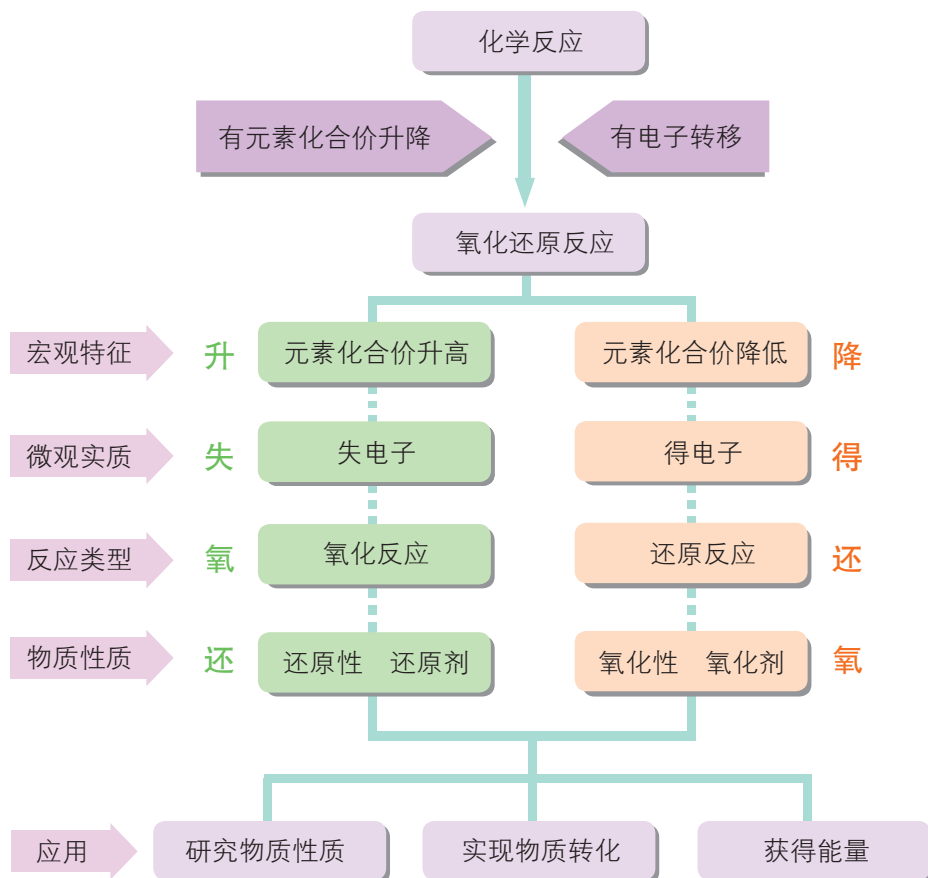 化学反应
有元素化合价升降
有电子转移
氧化还原反应
宏观特征 升 元素化合价升高 元素化合价降低 降
微观实质 失 失电子 得电子 得
反应类型 氧 氧化反应 还原反应 还
物质性质 还 还原性 还原剂 氧化性 氧化剂 氧
应用 研究物质性质 实现物质转化 获得能量